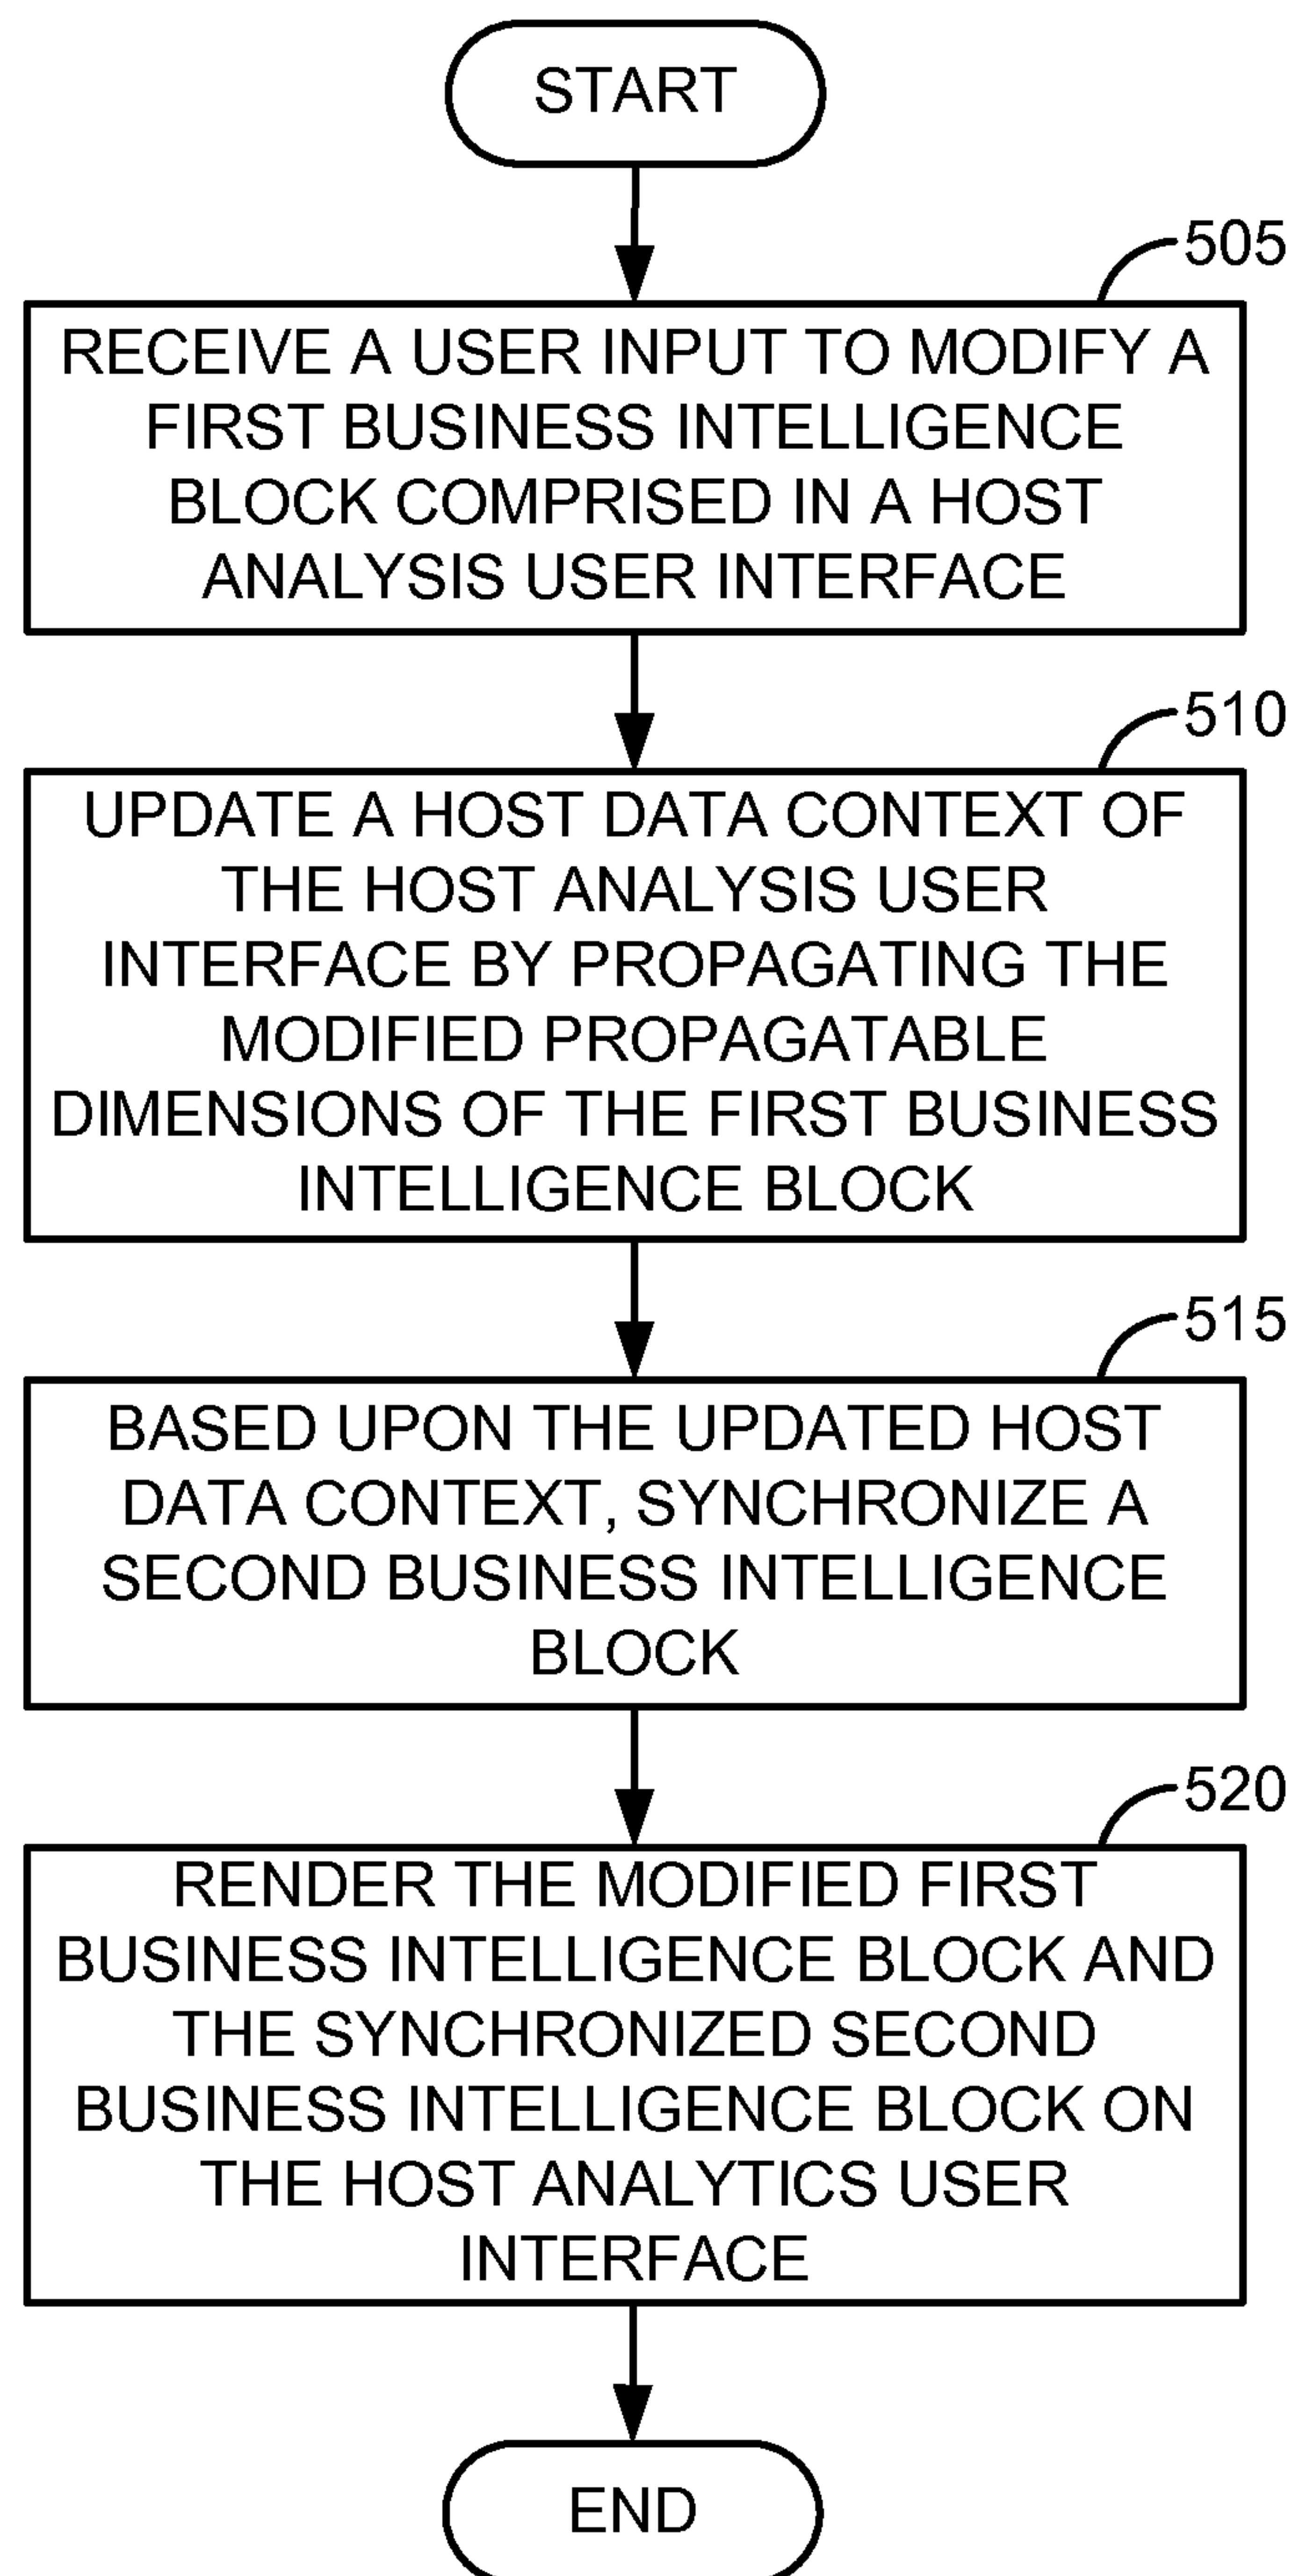 START
505
RECEIVE A USER INPUT TO MODIFY A
FIRST BUSINESS INTELLIGENCE
BLOCK COMPRISED IN A HOST
ANALYSIS USER INTERFACE
510
UPDATE A HOST DATA CONTEXT OF
THE HOST ANALYSIS USER
INTERFACE BY PROPAGATING THE
MODIFIED PROPAGATABLE
DIMENSIONS OF THE FIRST BUSINESS
INTELLIGENCE BLOCK
515
BASED UPON THE UPDATED HOST
DATA CONTEXT, SYNCHRONIZE A
SECOND BUSINESS INTELLIGENCE
BLOCK
520
RENDER THE MODIFIED FIRST
BUSINESS INTELLIGENCE BLOCK AND
THE SYNCHRONIZED SECOND
BUSINESS INTELLIGENCE BLOCK ON
THE HOST ANALYTICS USER
INTERFACE
END